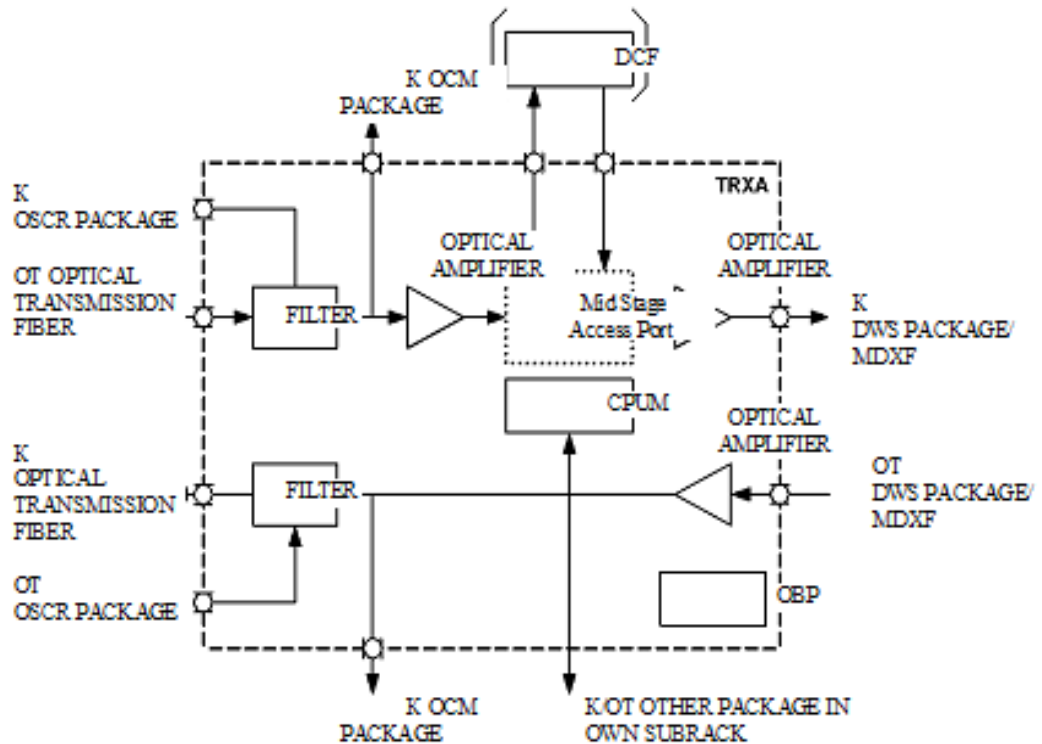 DCF
K OCM
PACKAGE
TRXA
K
OSCR PACKAGE
OPTICAL
AMPLIFIER
OPTICAL
AMPLIFIER
OT OPTICAL
TRANSMISSION
FIBER
FILTER
Mid Stage
Access Port
K
DWS PACKAGE/
MDXF
CPUM
OPTICAL
AMPLIFIER
K
OPTICAL
TRANSMISSION
FIBER
FILTER
OT
DWS PACKAGE/
MDXF
OT
OSCR PACKAGE
OBP
K OCM
PACKAGE
K/OT OTHER PACKAGE IN
OWN SUBRACK